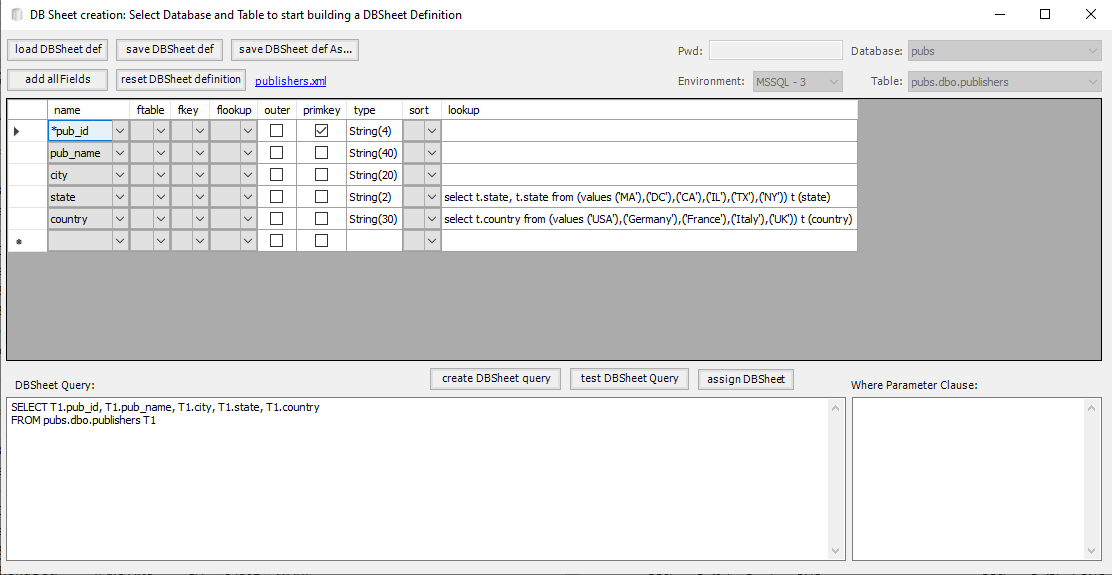 DB Sheet creation: Select Database and Table to start building a DBSheet Definition
load DBSheet def save DBSheet def save DBSheet def As... Pwd: Database: pubs
add all Fields reset DBSheet definition publishers.xml Environment: MSSQL - 3 Table: pubs.dbo.publishers
name ftable fkey flookup outer primkey type sort lookup
*pub_id String(4)
pub_name String(40)
city String(20)
state String(2) select t.state, t.state from (values ('MA'),('DC'),('CA'),('IL'),('TX'),('NY')) t (state)
country String(30) select t.country from (values ('USA'),('Germany'),('France'),('Italy'),('UK')) t (country)
*
DBSheet Query: create DBSheet query test DBSheet Query assign DBSheet Where Parameter Clause:
SELECT T1.pub_id, T1.pub_name, T1.city, T1.state, T1.country
FROM pubs.dbo.publishers T1